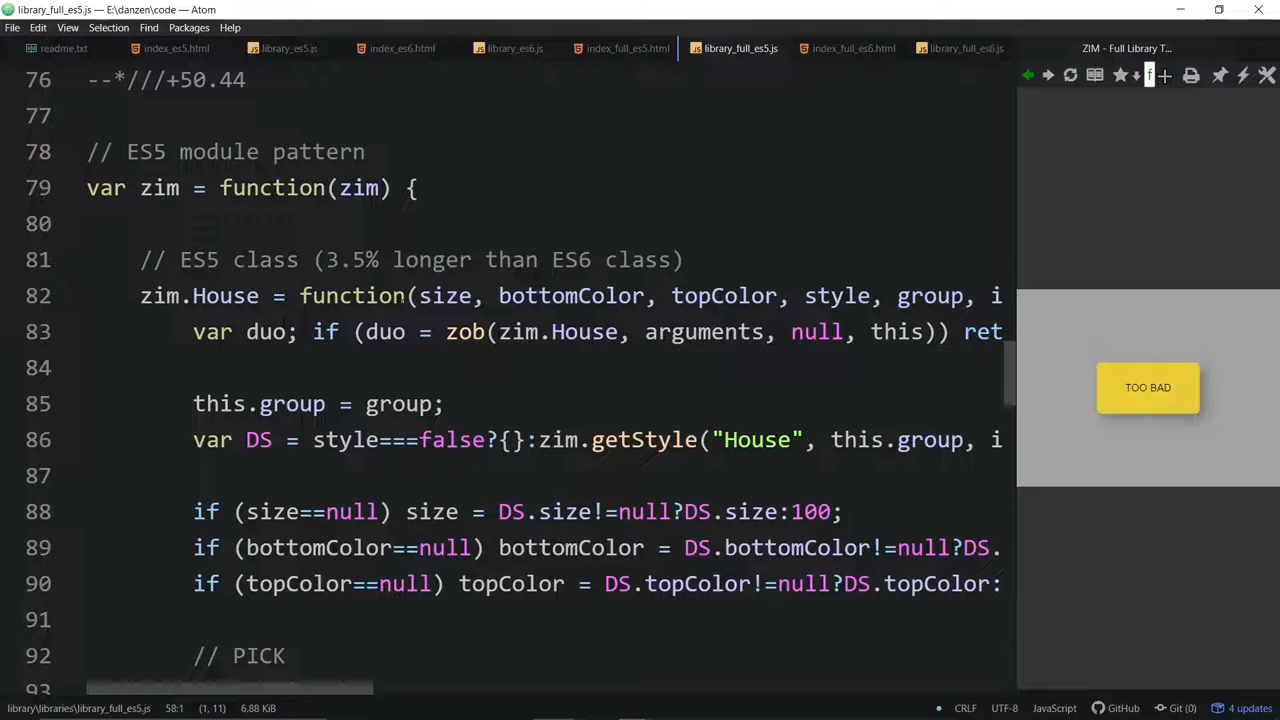 library_full_es5.js — E:\danzen\code — Atom
File Edit View Selection Find Packages Help
readme.txt index_es5.html library_es5.js index_es6.html library_es6.js index_full_es5.html library_full_es5.js index_full_es6.html library_full_es6.js ZIM - Full Library T...
f
76 --*///+50.44
77
78 // ES5 module pattern
79 var zim = function(zim) {
80
81 // ES5 class (3.5% longer than ES6 class)
82 zim.House = function(size, bottomColor, topColor, style, group, i
83 var duo; if (duo = zob(zim.House, arguments, null, this)) ret
84
85 this.group = group;
86 var DS = style===false?{}:zim.getStyle("House", this.group, i
87
88 if (size==null) size = DS.size!=null?DS.size:100;
89 if (bottomColor==null) bottomColor = DS.bottomColor!=null?DS.
90 if (topColor==null) topColor = DS.topColor!=null?DS.topColor:
91
92 // PICK
93
TOO BAD
library\libraries\library_full_es5.js 58:1 (1, 11) 6.88 KiB CRLF UTF-8 JavaScript GitHub Git (0) 4 updates